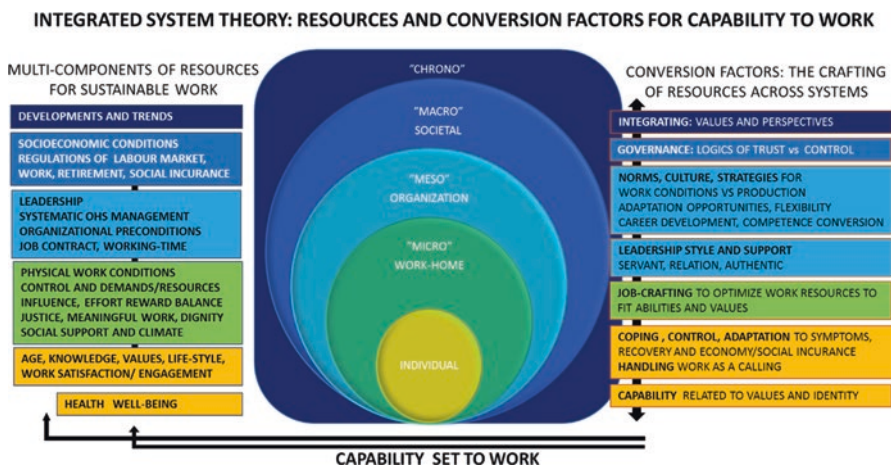 INTEGRATED SYSTEM THEORY: RESOURCES AND CONVERSION FACTORS FOR CAPABILITY TO WORK
MULTI-COMPONENTS OF RESOURCES
FOR SUSTAINABLE WORK
DEVELOPMENTS AND TRENDS
SOCIOECONOMIC CONDITIONS
REGULATIONS OF LABOUR MARKET,
WORK, RETIREMENT, SOCIAL INCURANCE
LEADERSHIP
SYSTEMATIC OHS MANAGEMENT
ORGANIZATIONAL PRECONDITIONS
JOB CONTRACT, WORKING-TIME
PHYSICAL WORK CONDITIONS
CONTROL AND DEMANDS/RESOURCES
INFLUENCE, EFFORT REWARD BALANCE
JUSTICE, MEANINGFUL WORK, DIGNITY
SOCIAL SUPPORT AND CLIMATE
AGE, KNOWLEDGE, VALUES, LIFE-STYLE,
WORK SATISFACTION/ ENGAGEMENT
HEALTH WELL-BEING
"CHRONO"
"MACRO"
SOCIETAL
"MESO"
ORGANIZATION
"MICRO"
WORK-HOME
INDIVIDUAL
CONVERSION FACTORS: THE CRAFTING
OF RESOURCES ACROSS SYSTEMS
INTEGRATING: VALUES AND PERSPECTIVES
GOVERNANCE: LOGICS OF TRUST vs CONTROL
NORMS, CULTURE, STRATEGIES FOR
WORK CONDITIONS VS PRODUCTION
ADAPTATION OPPORTUNITIES, FLEXIBILITY
CAREER DEVELOPMENT, COMPETENCE CONVERSION
LEADERSHIP STYLE AND SUPPORT
SERVANT, RELATION, AUTHENTIC
JOB-CRAFTING TO OPTIMIZE WORK RESOURCES TO
FIT ABILITIES AND VALUES
COPING , CONTROL, ADAPTATION TO SYMPTOMS,
RECOVERY AND ECONOMY/SOCIAL INCURANCE
HANDLING WORK AS A CALLING
CAPABILITY RELATED TO VALUES AND IDENTITY
CAPABILITY SET TO WORK